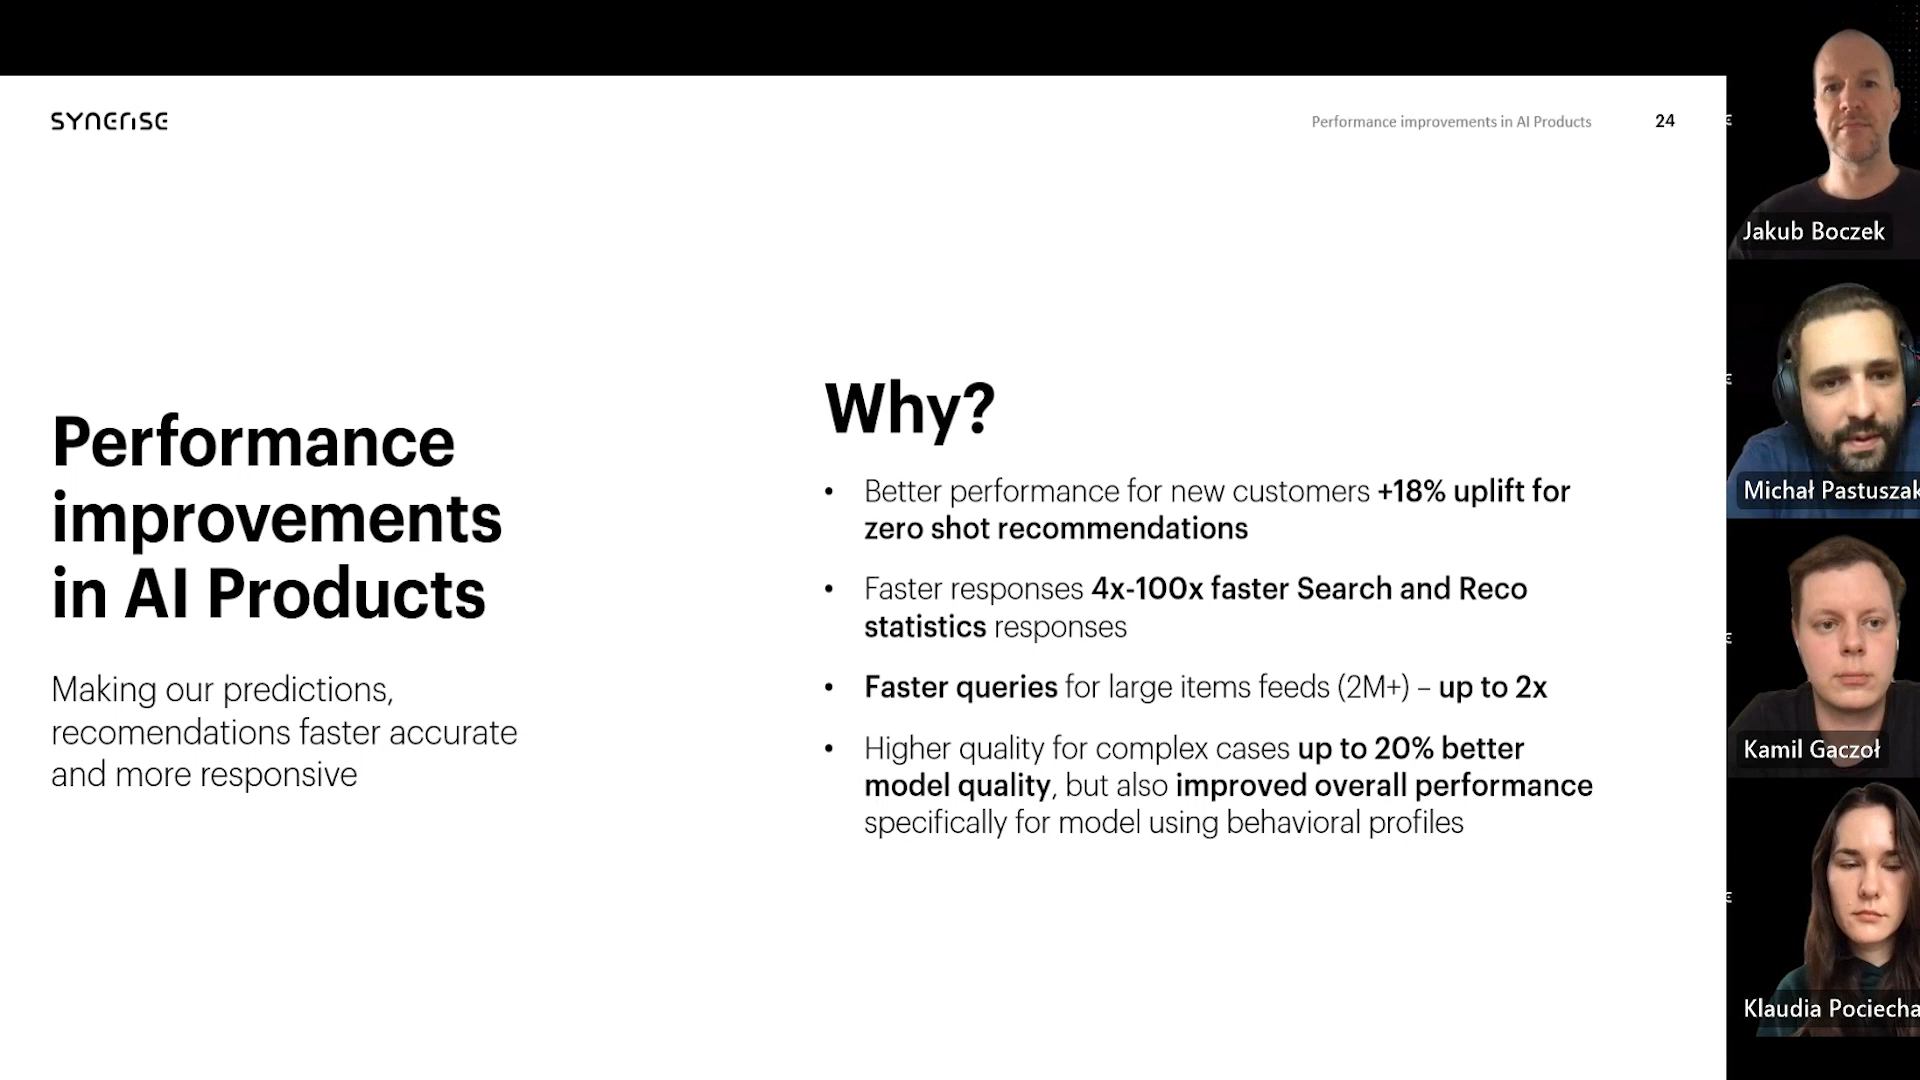 SYNERISE
Performance improvements in AI Products
24
Performance
improvements
in AI Products
Making our predictions,
recomendations faster accurate
and more responsive
Why?
• Better performance for new customers +18% uplift for
zero shot recommendations
• Faster responses 4x-100x faster Search and Reco
statistics responses
• Faster queries for large items feeds (2M+) – up to 2x
• Higher quality for complex cases up to 20% better
model quality, but also improved overall performance
specifically for model using behavioral profiles
Jakub Boczek
Michał Pastuszak
Kamil Gaczoł
Klaudia Pociecha